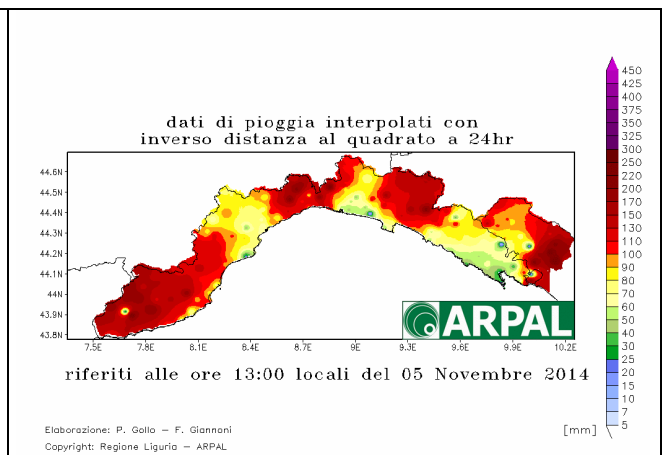 dati di pioggia interpolati con
inverso distanza al quadrato a 24hr
44.6N
44.5N
44.4N
44.3N
44.2N
44.1N
44N
43.9N
43.8N
7.5E 7.8E 8.1E 8.4E 8.7E 9E 9.3E 9.6E 9.9E 10.2E
ARPAL
riferiti alle ore 13:00 locali del 05 Novembre 2014
450
425
400
375
350
325
300
250
220
200
170
150
130
110
100
90
80
70
60
50
40
30
25
20
15
10
7
5
[mm]
Elaborazione: P. Gollo – F. Giannoni
Copyright: Regione Liguria – ARPAL